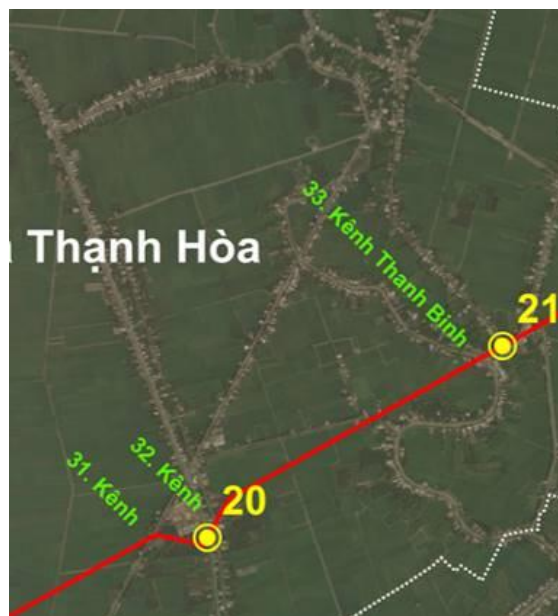 33. Kênh Thanh Bình
Thạnh Hòa
21
32. Kênh
20
31. Kênh